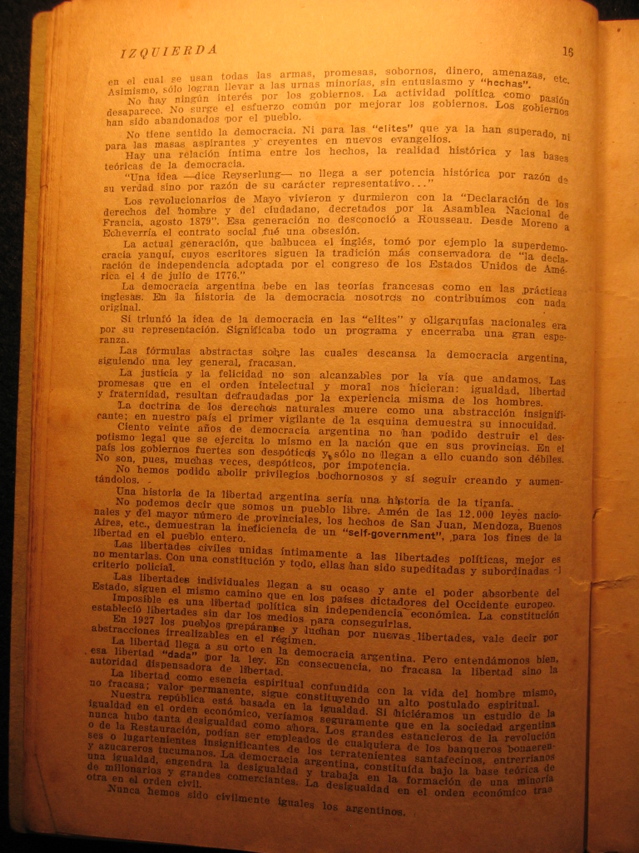 IZQUIERDA
16
en el cual se usan todas las armas, promesas, sobornos, dinero, amenazas, etc.
Asimismo, sólo logran llevar a las urnas minorías, sin entusiasmo y "hechas".
No hay ningún interés por los gobiernos. La actividad política como pasión
desaparece. No surge el esfuerzo común por mejorar los gobiernos. Los gobiernos
han sido abandonados por el pueblo.
No tiene sentido la democracia. Ni para las "elites" que ya la han superado, ni
para las masas aspirantes y creyentes en nuevos evangelios.
Hay una relación íntima entre los hechos, la realidad histórica y las bases
teóricas de la democracia.
"Una idea —dice Reyserlung— no llega a ser potencia histórica por razón de
su verdad sino por razón de su carácter representativo..."
Los revolucionarios de Mayo vivieron y durmieron con la "Declaración de los
derechos del hombre y del ciudadano, decretados por la Asamblea Nacional de
Francia, agosto 1879". Esa generación no desconoció a Rousseau. Desde Moreno a
Echeverría el contrato social fué una obsesión.
La actual generación, que balbucea el inglés, tomó por ejemplo la superdemo-
cracia yanquí, cuyos escritores siguen la tradición más conservadora de "la decla-
ración de independencia adoptada por el congreso de los Estados Unidos de Amé-
rica el 4 de julio de 1776."
La democracia argentina bebe en las teorías francesas como en las prácticas
inglesas. En la historia de la democracia nosotros no contribuímos con nada
original.
Si triunfó la idea de la democracia en las "elites" y oligarquías nacionales era
por su representación. Significaba todo un programa y encerraba una gran espe-
ranza.
Las fórmulas abstractas sobre las cuales descansa la democracia argentina,
siguiendo una ley general, fracasan.
La justicia y la felicidad no son alcanzables por la vía que andamos. Las
promesas que en el orden intelectual y moral nos hicieran: igualdad, libertad
y fraternidad, resultan defraudadas por la experiencia misma de los hombres.
La doctrina de los derechos naturales muere como una abstracción insignifi-
cante; en nuestro país el primer vigilante de la esquina demuestra su innocuidad.
Ciento veinte años de democracia argentina no han podido destruir el des-
potismo legal que se ejercita lo mismo en la nación que en sus provincias. En el
país los gobiernos fuertes son despóticos y sólo no llegan a ello cuando son débiles.
No son, pues, muchas veces, despóticos, por impotencia.
No hemos podido abolir privilegios bochornosos y sí seguir creando y aumen-
tándolos.
Una historia de la libertad argentina sería una historia de la tiranía.
No podemos decir que somos un pueblo libre. Amén de las 12.000 leyes nacio-
nales y del mayor número de provinciales, los hechos de San Juan, Mendoza, Buenos
Aires, etc., demuestran la ineficiencia de un "self-government", para los fines de la
libertad en el pueblo entero.
Las libertades civiles unidas íntimamente a las libertades políticas, mejor es
no mentarlas. Con una constitución y todo, ellas han sido supeditadas y subordinadas al
criterio policial.
Las libertades individuales llegan a su ocaso y ante el poder absorbente del
Estado, siguen el mismo camino que en los países dictadores del Occidente europeo.
Imposible es una libertad política sin independencia económica. La constitución
estableció libertades sin dar los medios para conseguirlas.
En 1927 los pueblos prepáranse y luchan por nuevas libertades, vale decir por
abstracciones irrealizables en el régimen.
La libertad llega a su orto en la democracia argentina. Pero entendámonos bien,
esa libertad "dada" por la ley. En consecuencia, no fracasa la libertad sino la
autoridad dispensadora de libertad.
La libertad como esencia espiritual confundida con la vida del hombre mismo,
no fracasa; valor permanente, sigue constituyendo un alto postulado espiritual.
Nuestra república está basada en la igualdad. Si hiciéramos un estudio de la
igualdad en el orden económico, veríamos seguramente que en la sociedad argentina
nunca hubo tanta desigualdad como ahora. Los grandes estancieros de la revolución
o de la Restauración, podían ser empleados de cualquiera de los banqueros bonaeren-
ses o lugartenientes insignificantes de los terratenientes santafecinos, entrerrianos
y azucareros tucumanos. La democracia argentina, constituída bajo la base teórica de
una igualdad, engendra la desigualdad y trabaja en la formación de una minoría
de millonarios y grandes comerciantes. La desigualdad en el orden económico trae
otra en el orden civil.
Nunca hemos sido civilmente iguales los argentinos.